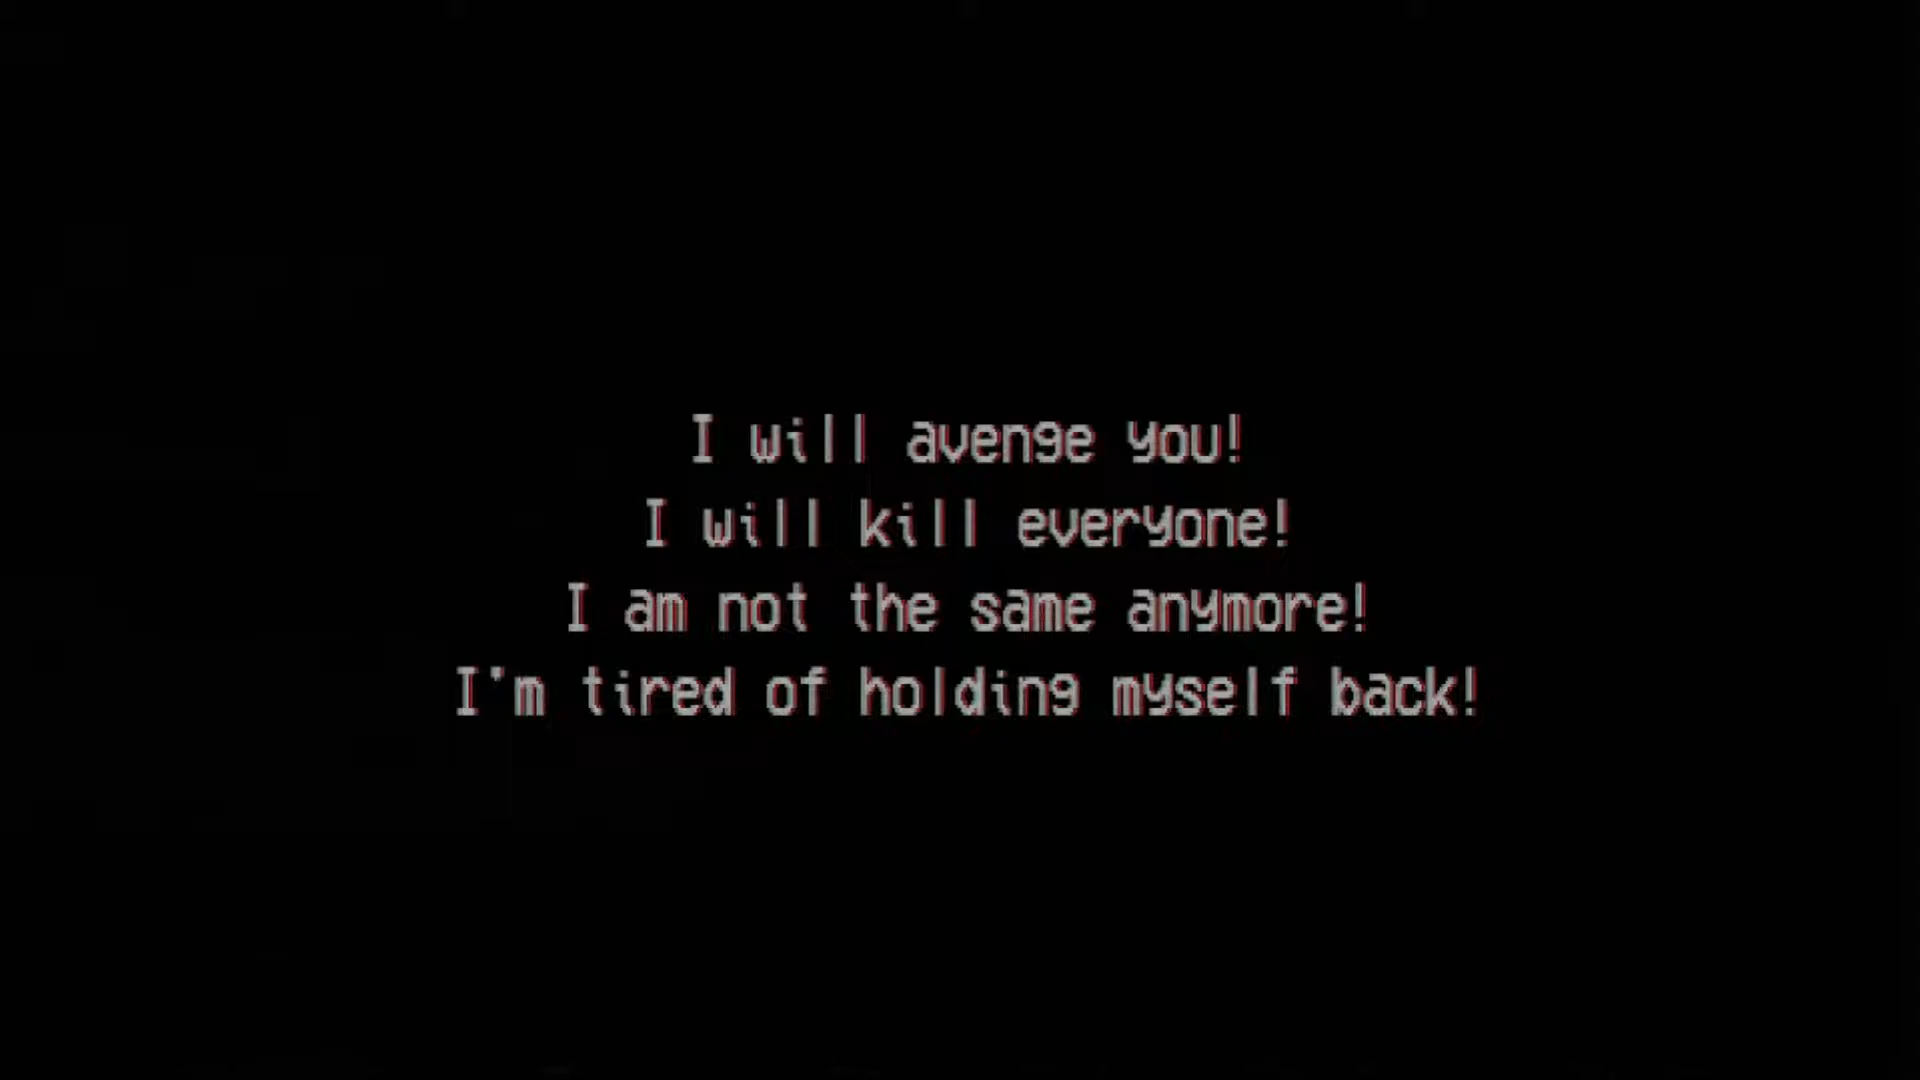 I will avenge you!
I will kill everyone!
I am not the same anymore!
I'm tired of holding myself back!